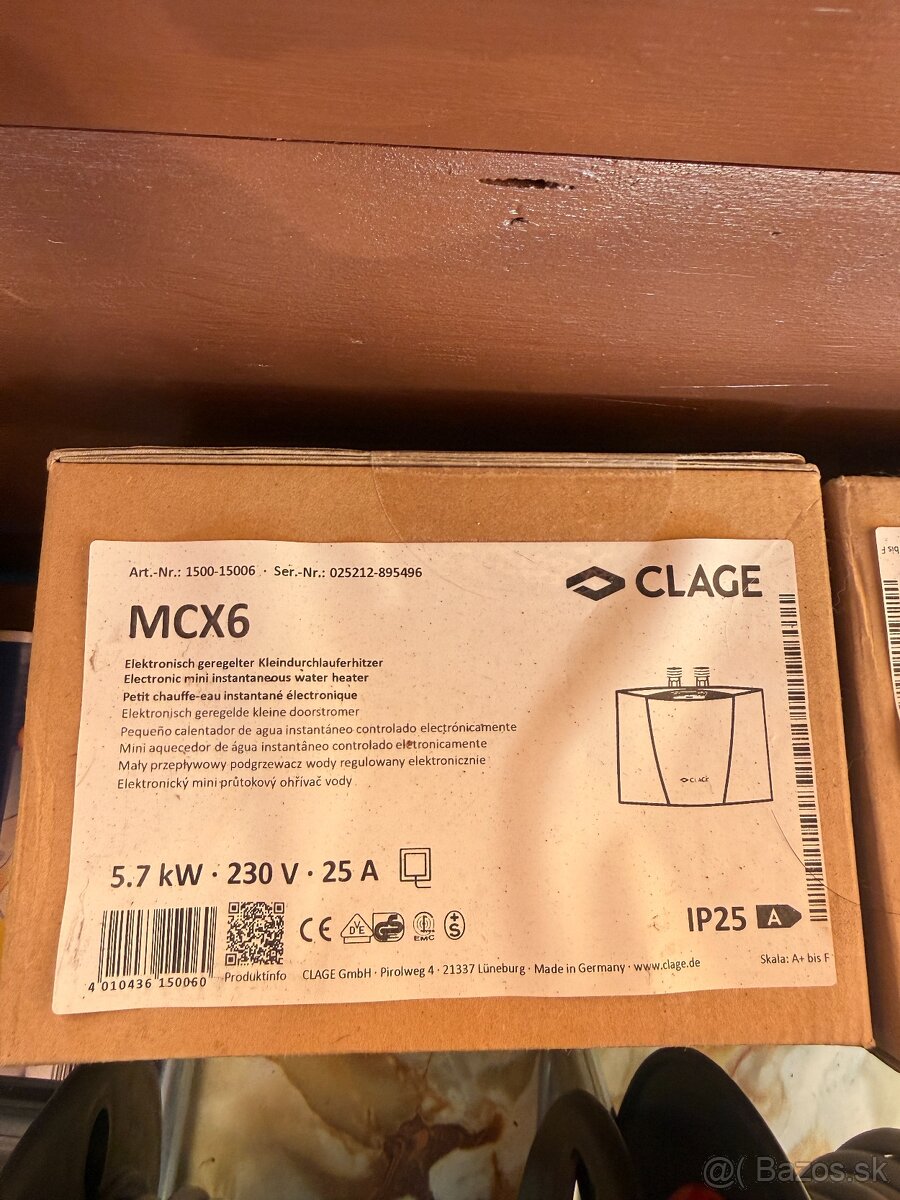 Art.-Nr.: 1500-15006 · Ser.-Nr.: 025212-895496
CLAGE
MCX6
Elektronisch geregelter Kleindurchlauferhitzer
Electronic mini instantaneous water heater
Petit chauffe-eau instantané électronique
Elektronisch geregelde kleine doorstromer
Pequeño calentador de agua instantáneo controlado electrónicamente
Mini aquecedor de água instantâneo controlado eletronicamente
Mały przepływowy podgrzewacz wody regulowany elektronicznie
Elektronický mini průtokový ohřívač vody
CLAGE
5.7 kW · 230 V · 25 A
IP25 A
CE VDE EMC +S
4 010436 150060
Produktinfo
CLAGE GmbH · Pirolweg 4 · 21337 Lüneburg · Made in Germany · www.clage.de
Skala: A+ bis F
bis F
@( Bazos.sk